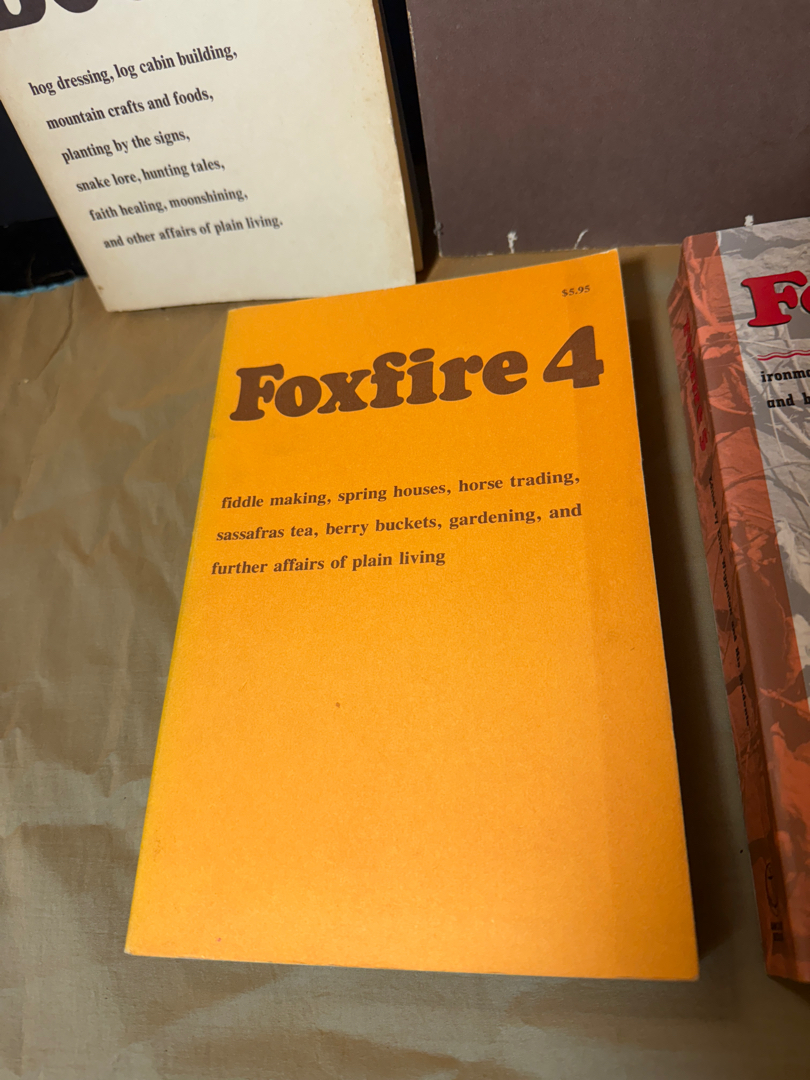 hog dressing, log cabin building,
mountain crafts and foods,
planting by the signs,
snake lore, hunting tales,
faith healing, moonshining,
and other affairs of plain living.
$5.95
Foxfire 4
fiddle making, spring houses, horse trading,
sassafras tea, berry buckets, gardening, and
further affairs of plain living
and